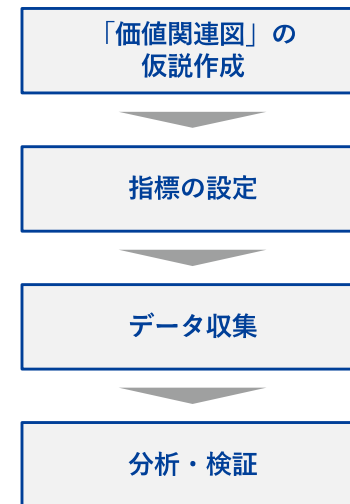 「価値関連図」の
仮説作成
指標の設定
データ収集
分析・検証